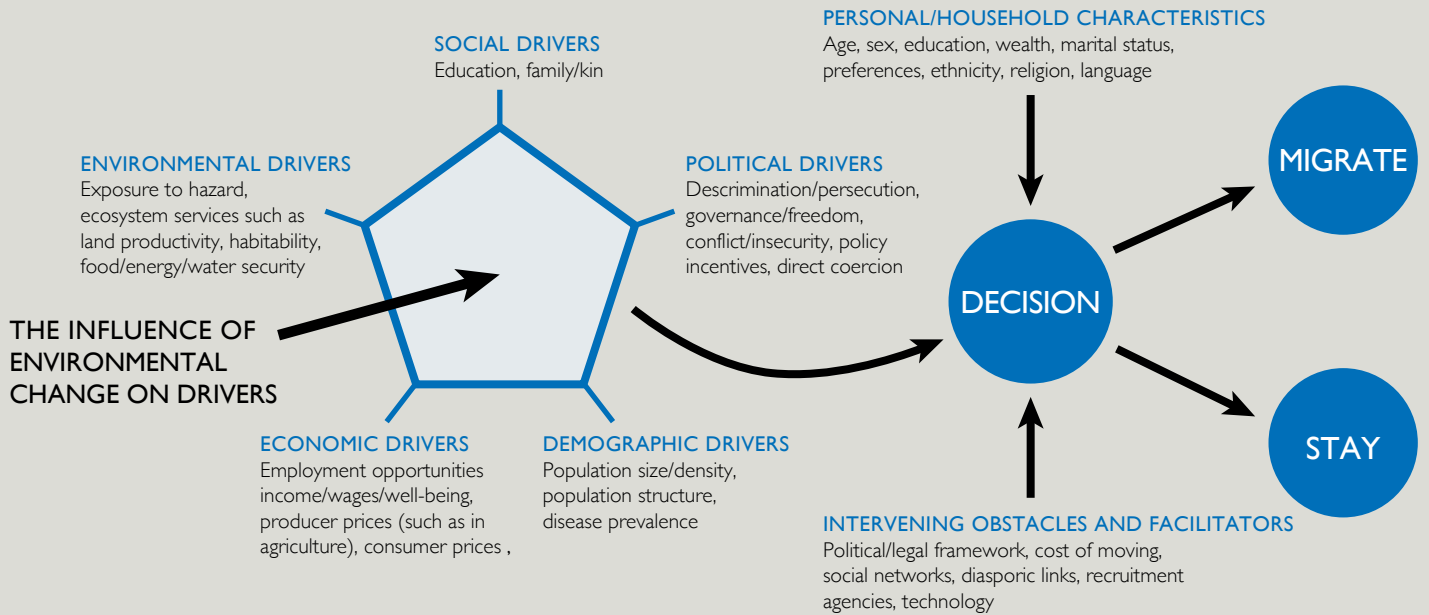 SOCIAL DRIVERS
Education, family/kin
ENVIRONMENTAL DRIVERS
Exposure to hazard,
ecosystem services such as
land productivity, habitability,
food/energy/water security
POLITICAL DRIVERS
Descrimination/persecution,
governance/freedom,
conflict/insecurity, policy
incentives, direct coercion
THE INFLUENCE OF
ENVIRONMENTAL
CHANGE ON DRIVERS
ECONOMIC DRIVERS
Employment opportunities
income/wages/well-being,
producer prices (such as in
agriculture), consumer prices ,
DEMOGRAPHIC DRIVERS
Population size/density,
population structure,
disease prevalence
PERSONAL/HOUSEHOLD CHARACTERISTICS
Age, sex, education, wealth, marital status,
preferences, ethnicity, religion, language
DECISION
INTERVENING OBSTACLES AND FACILITATORS
Political/legal framework, cost of moving,
social networks, diasporic links, recruitment
agencies, technology
MIGRATE
STAY